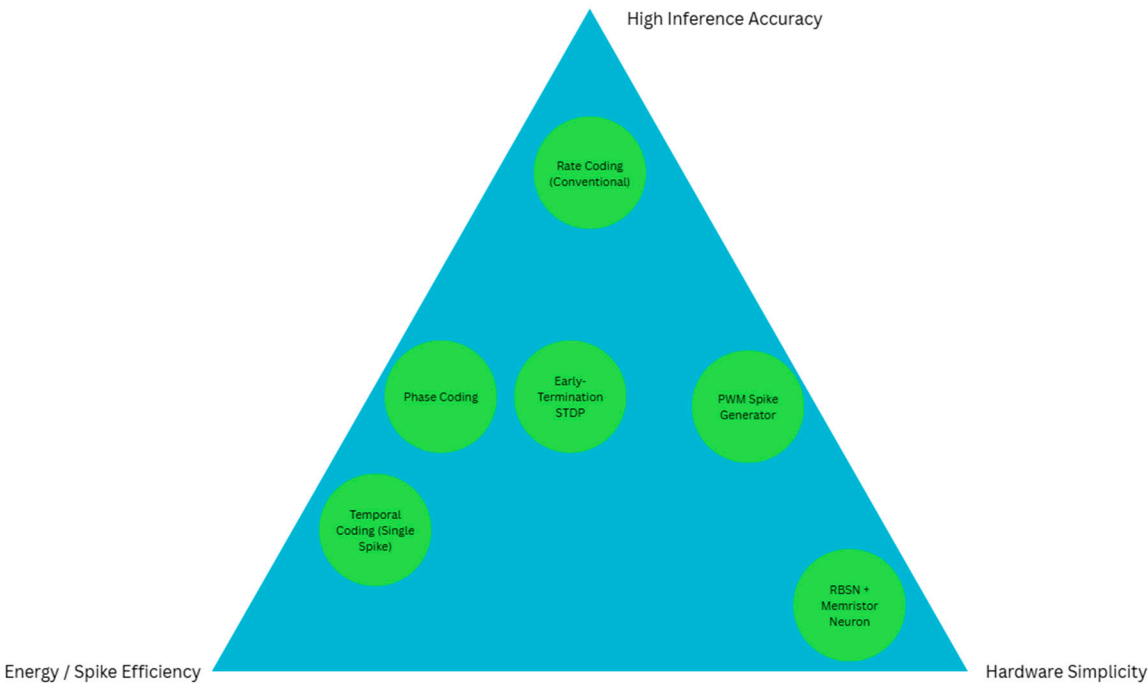 High Inference Accuracy
Rate Coding
(Conventional)
Phase Coding
Early-
Termination
STDP
PWM Spike
Generator
Temporal
Coding (Single
Spike)
RBSN +
Memristor
Neuron
Energy / Spike Efficiency
Hardware Simplicity